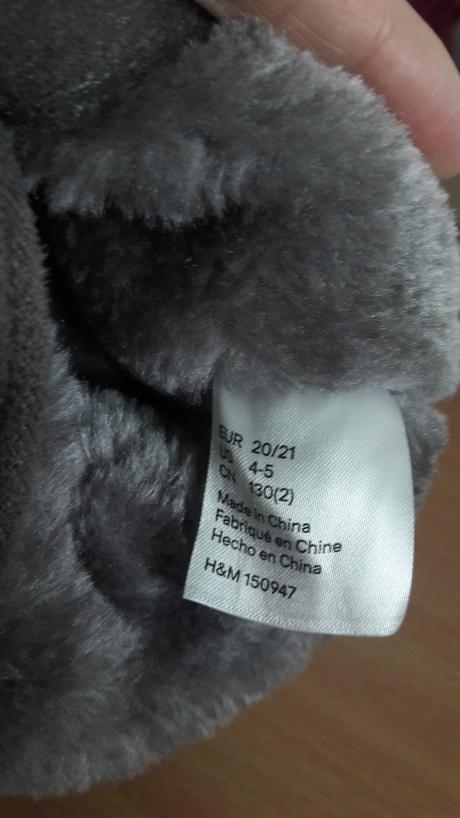 EUR 20/21
US 4-5
CN 130(2)
Made in China
Fabriqué en Chine
Hecho en China
H&M 150947